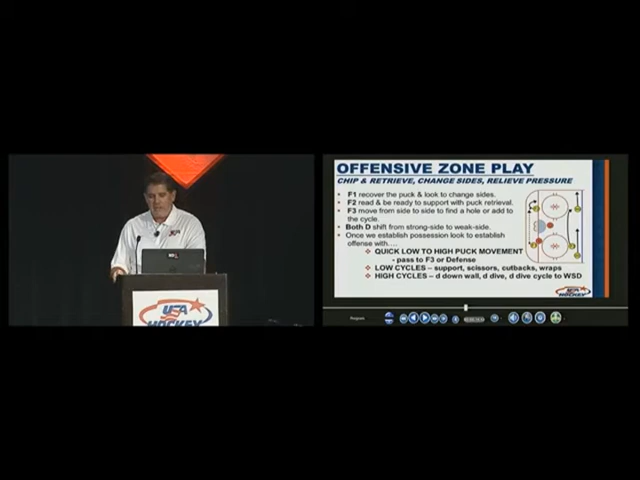 USA
HOCKEY
OFFENSIVE ZONE PLAY
CHIP & RETRIEVE, CHANGE SIDES, RELIEVE PRESSURE
F1 recover the puck & look to change sides.
F2 read & be ready to support with puck retrieval.
F3 move from side to side to find a hole or add to
the cycle.
Both D shift from strong-side to weak-side.
Once we establish possession look to establish
offense with....
QUICK LOW TO HIGH PUCK MOVEMENT
- pass to F3 or Defense
LOW CYCLES – support, scissors, cutbacks, wraps
HIGH CYCLES – d down wall, d dive, d dive cycle to WSD
USA
HOCKEY